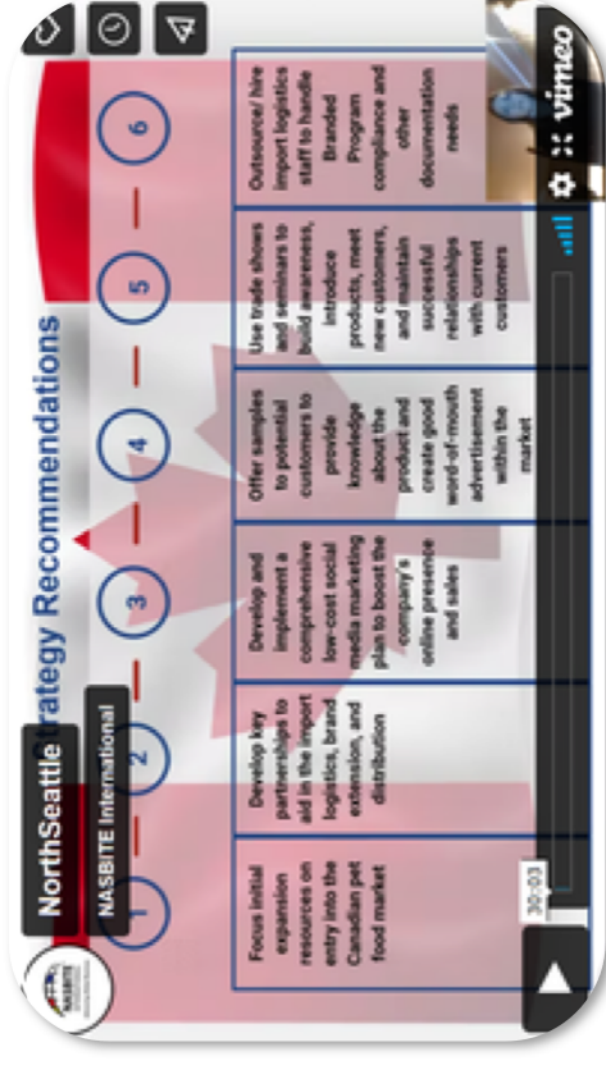 NASBITE
NorthSeattle
NASBITE International
trategy Recommendations
1
2
3
4
5
6
Focus initial
expansion
resources on
entry into the
Canadian pet
food market
Develop key
partnerships to
aid in the import
logistics, brand
extension, and
distribution
Develop and
implement a
comprehensive
low-cost social
media marketing
plan to boost the
company's
online presence
and sales
Offer samples
to potential
customers to
provide
knowledge
about the
product and
create good
word-of-mouth
advertisement
within the
market
Use trade shows
and seminars to
build awareness,
introduce
products, meet
new customers,
and maintain
successful
relationships
with current
customers
Outsource/ hire
import logistics
staff to handle
Branded
Program
compliance and
other
documentation
needs
30:03
vimeo